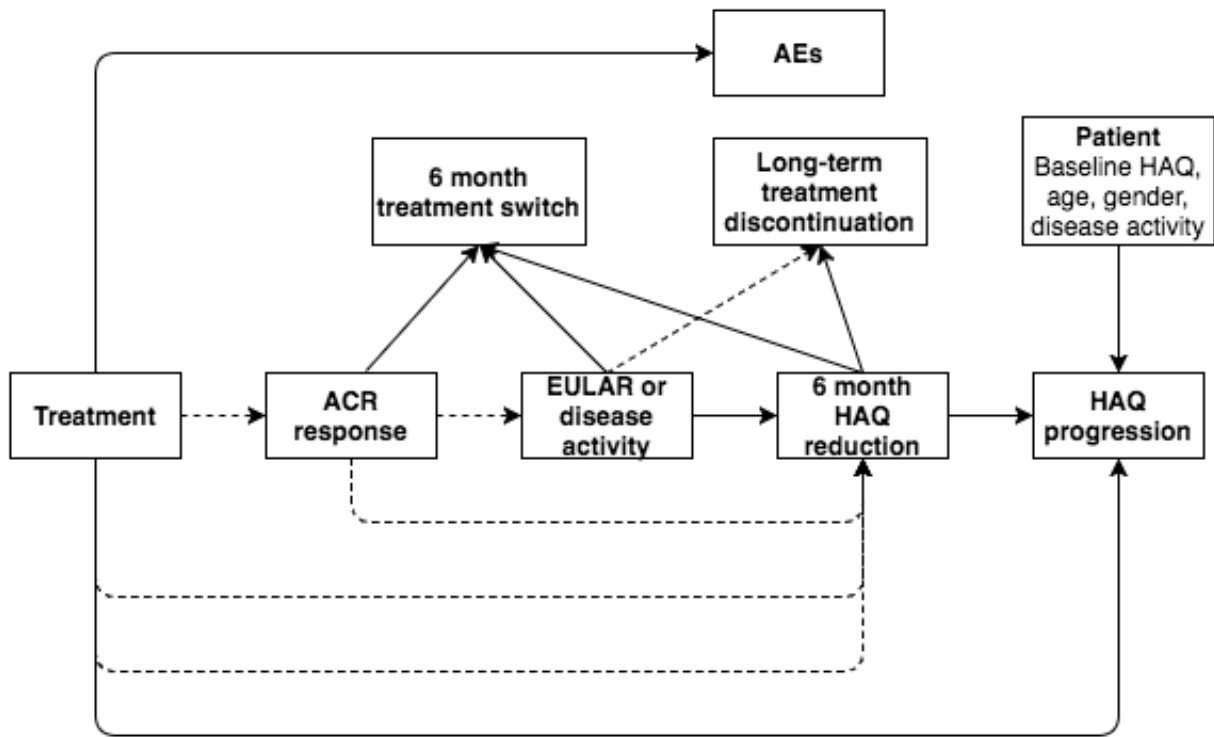 AEs
6 month
treatment switch
Long-term
treatment
discontinuation
Patient
Baseline HAQ,
age, gender,
disease activity
Treatment
ACR
response
EULAR or
disease
activity
6 month
HAQ
reduction
HAQ
progression